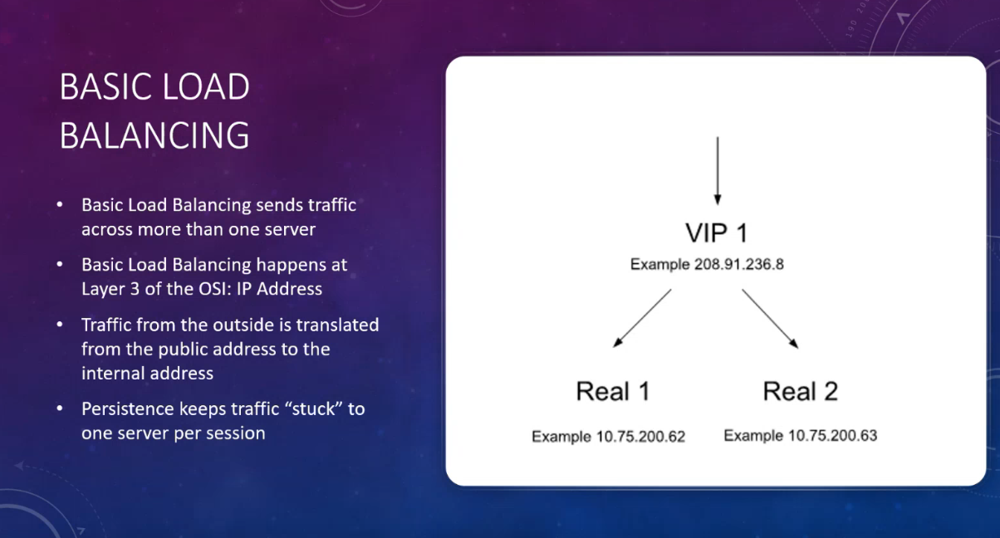 BASIC LOAD
BALANCING
• Basic Load Balancing sends traffic
across more than one server
• Basic Load Balancing happens at
Layer 3 of the OSI: IP Address
• Traffic from the outside is translated
from the public address to the
internal address
• Persistence keeps traffic “stuck” to
one server per session
VIP 1
Example 208.91.236.8
Real 1
Example 10.75.200.62
Real 2
Example 10.75.200.63
190 20